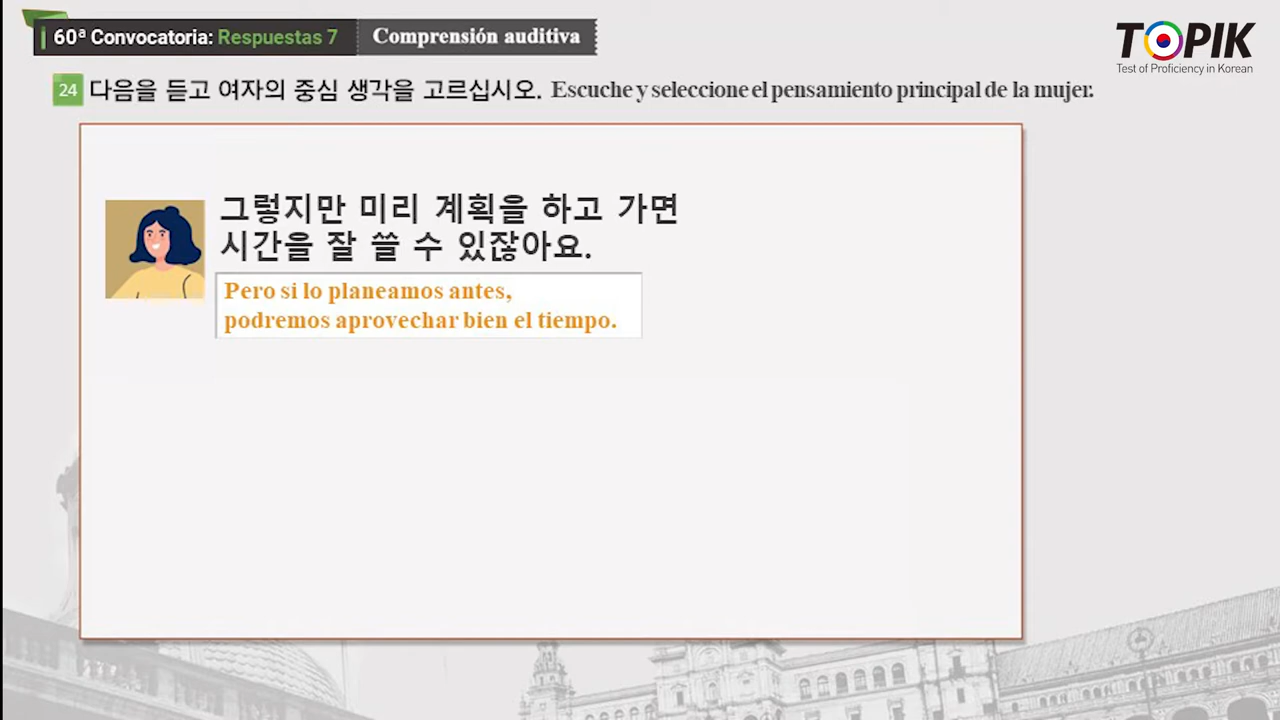 60ª Convocatoria: Respuestas 7 Comprensión auditiva
TOPIK
Test of Proficiency in Korean
24 다음을 듣고 여자의 중심 생각을 고르십시오. Escuche y seleccione el pensamiento principal de la mujer.
그렇지만 미리 계획을 하고 가면
시간을 잘 쓸 수 있잖아요.
Pero si lo planeamos antes,
podremos aprovechar bien el tiempo.